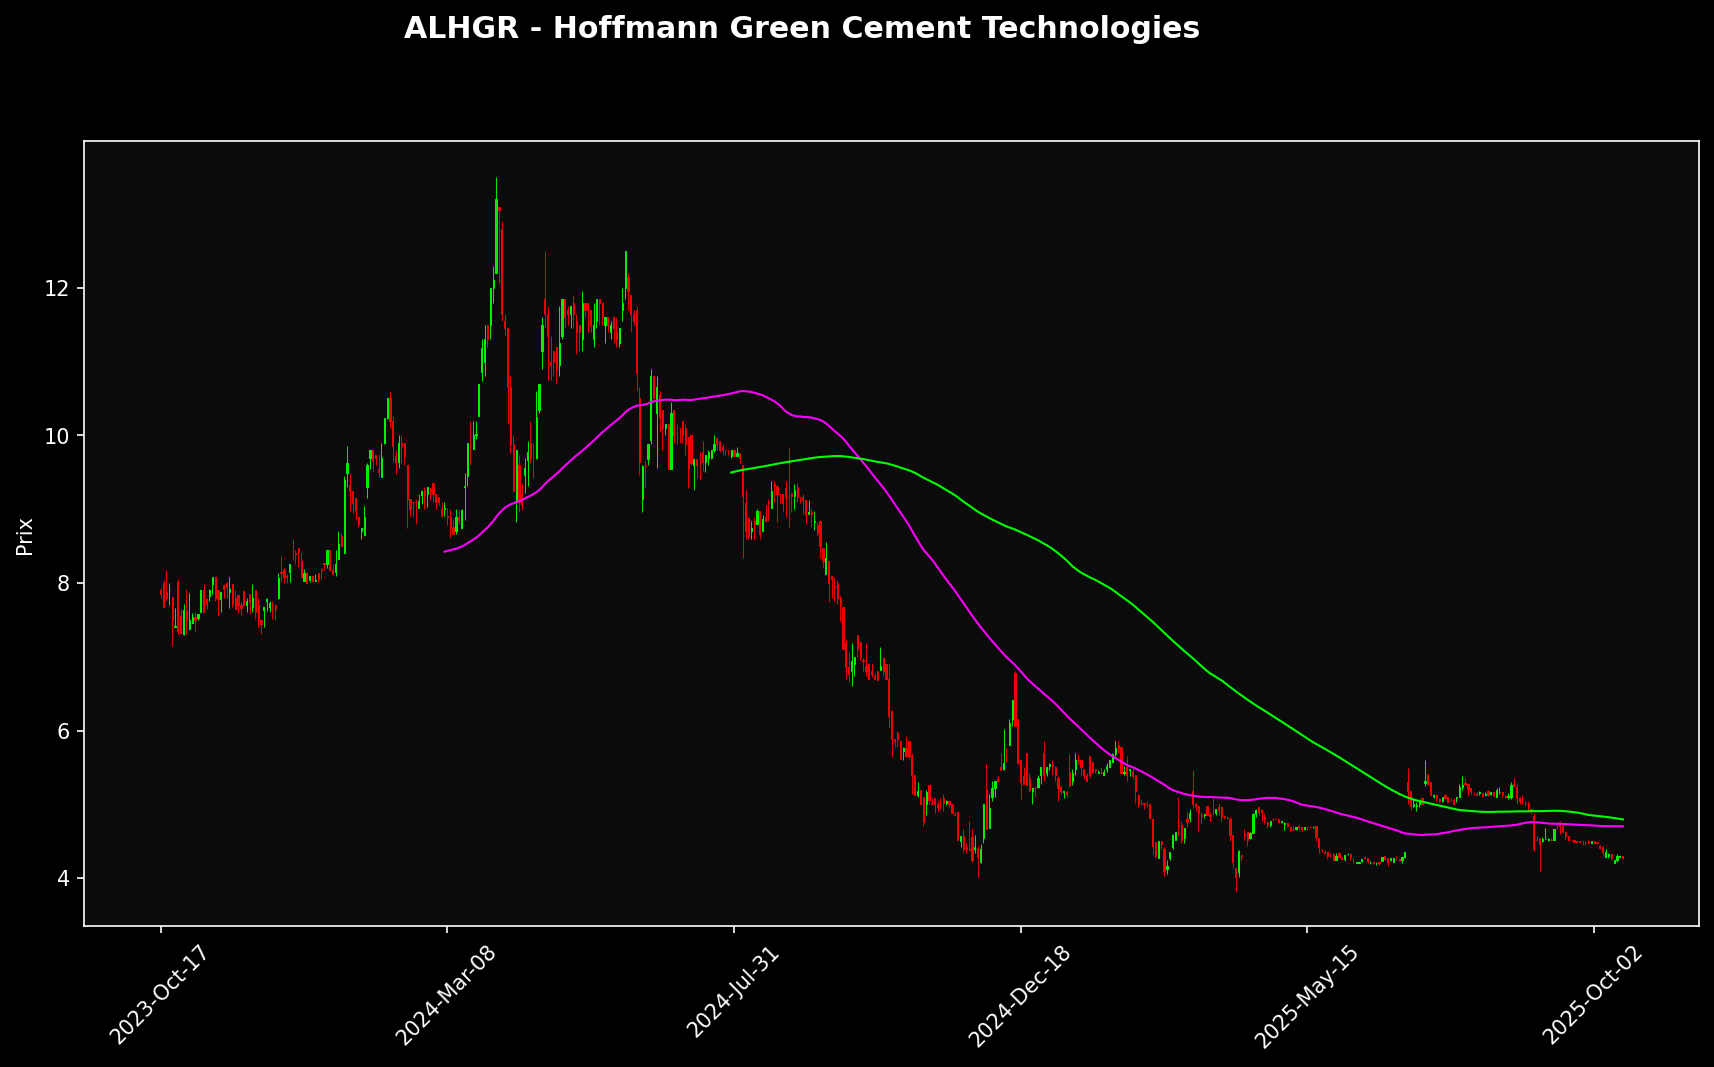 ALHGR - Hoffmann Green Cement Technologies
Prix
12
10
8
6
4
2023-Oct-17
2024-Mar-08
2024-Jul-31
2024-Dec-18
2025-May-15
2025-Oct-02